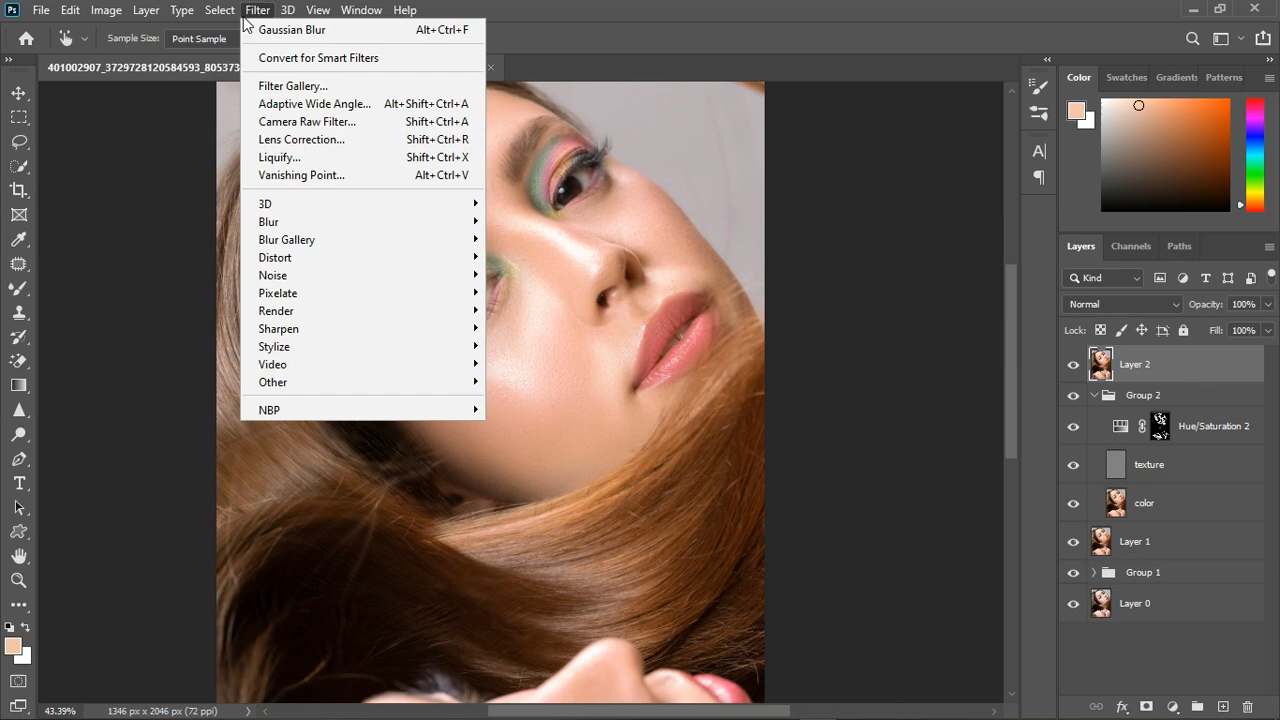 Ps File Edit Image Layer Type Select Filter 3D View Window Help
Sample Size: Point Sample
401002907_3729728120584593_805373
Gaussian Blur Alt+Ctrl+F
Convert for Smart Filters
Filter Gallery...
Adaptive Wide Angle... Alt+Shift+Ctrl+A
Camera Raw Filter... Shift+Ctrl+A
Lens Correction... Shift+Ctrl+R
Liquify... Shift+Ctrl+X
Vanishing Point... Alt+Ctrl+V
3D
Blur
Blur Gallery
Distort
Noise
Pixelate
Render
Sharpen
Stylize
Video
Other
NBP
Color Swatches Gradients Patterns
Layers Channels Paths
Kind
Normal Opacity: 100%
Lock: Fill: 100%
Layer 2
Group 2
Hue/Saturation 2
texture
color
Layer 1
Group 1
Layer 0
43.39% 1346 px x 2046 px (72 ppi)